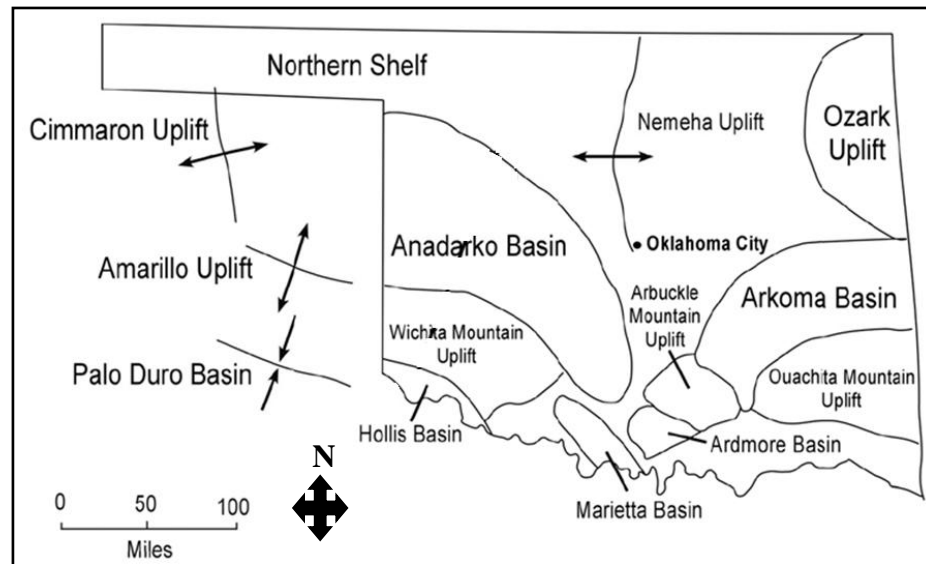 Northern Shelf
Cimmaron Uplift
Nemeha Uplift
Ozark
Uplift
Anadarko Basin
Oklahoma City
Amarillo Uplift
Arbuckle
Mountain
Uplift
Arkoma Basin
Wichita Mountain
Uplift
Palo Duro Basin
Ouachita Mountain
Uplift
Hollis Basin
Ardmore Basin
N
Marietta Basin
0 50 100
Miles